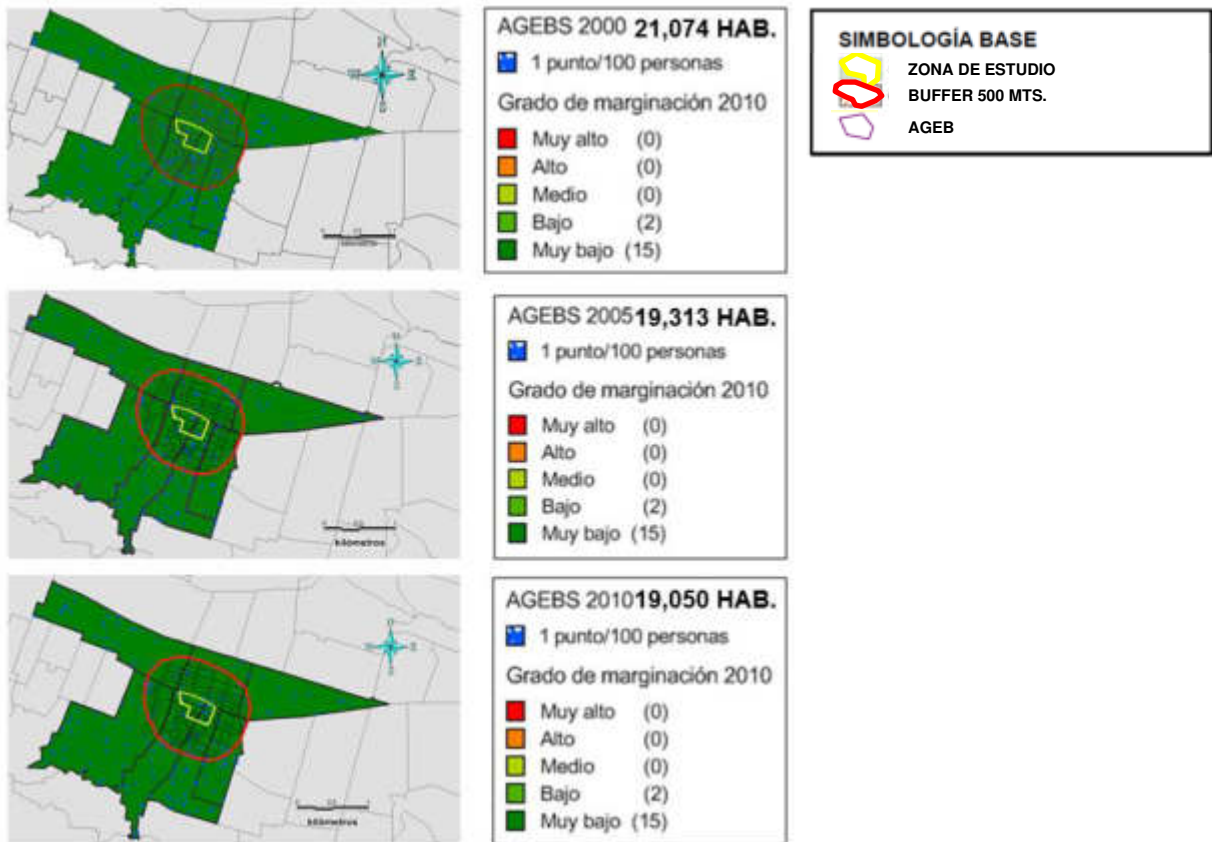 AGEBS 2000 21,074 HAB.
1 punto/100 personas
Grado de marginación 2010
Muy alto (0)
Alto (0)
Medio (0)
Bajo (2)
Muy bajo (15)
SIMBOLOGÍA BASE
ZONA DE ESTUDIO
BUFFER 500 MTS.
AGEB
kilómetros
AGEBS 2005 19,313 HAB.
1 punto/100 personas
Grado de marginación 2010
Muy alto (0)
Alto (0)
Medio (0)
Bajo (2)
Muy bajo (15)
kilómetros
AGEBS 2010 19,050 HAB.
1 punto/100 personas
Grado de marginación 2010
Muy alto (0)
Alto (0)
Medio (0)
Bajo (2)
Muy bajo (15)